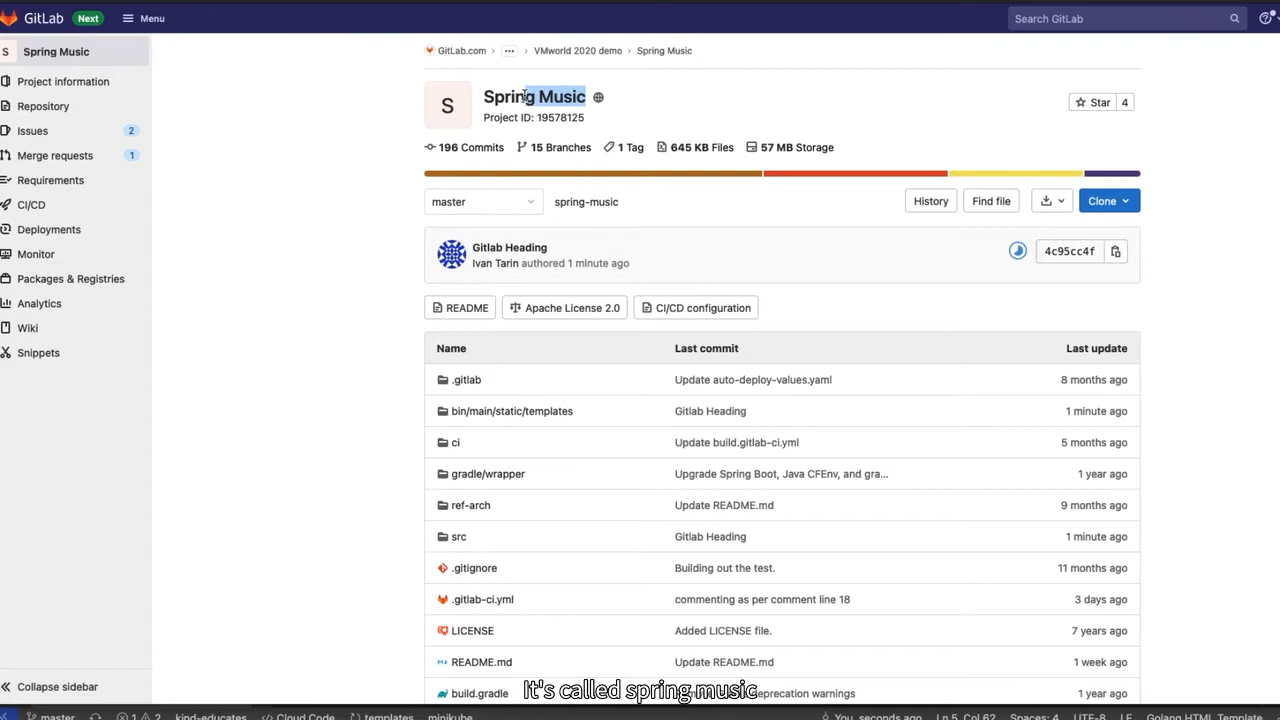 GitLab Next Menu Search GitLab
S Spring Music
Project information
Repository
Issues 2
Merge requests 1
Requirements
CI/CD
Deployments
Monitor
Packages & Registries
Analytics
Wiki
Snippets
Collapse sidebar
GitLab.com > ... > VMworld 2020 demo > Spring Music
S
Spring Music
Project ID: 19578125
Star 4
196 Commits 15 Branches 1 Tag 645 KB Files 57 MB Storage
master spring-music History Find file Clone
Gitlab Heading
Ivan Tarin authored 1 minute ago
4c95cc4f
README Apache License 2.0 CI/CD configuration
Name Last commit Last update
.gitlab Update auto-deploy-values.yaml 8 months ago
bin/main/static/templates Gitlab Heading 1 minute ago
ci Update build.gitlab-ci.yml 5 months ago
gradle/wrapper Upgrade Spring Boot, Java CFEnv, and gra... 1 year ago
ref-arch Update README.md 9 months ago
src Gitlab Heading 1 minute ago
.gitignore Building out the test. 11 months ago
.gitlab-ci.yml commenting as per comment line 18 3 days ago
LICENSE Added LICENSE file. 7 years ago
README.md Update README.md 1 week ago
build.gradle deprecation warnings 1 year ago
It's called spring music
master 1 2 kind-educates Cloud Code templates minikube You, seconds ago Ln 5, Col 62 Spaces: 4 UTF-8 LF Golang HTML Template